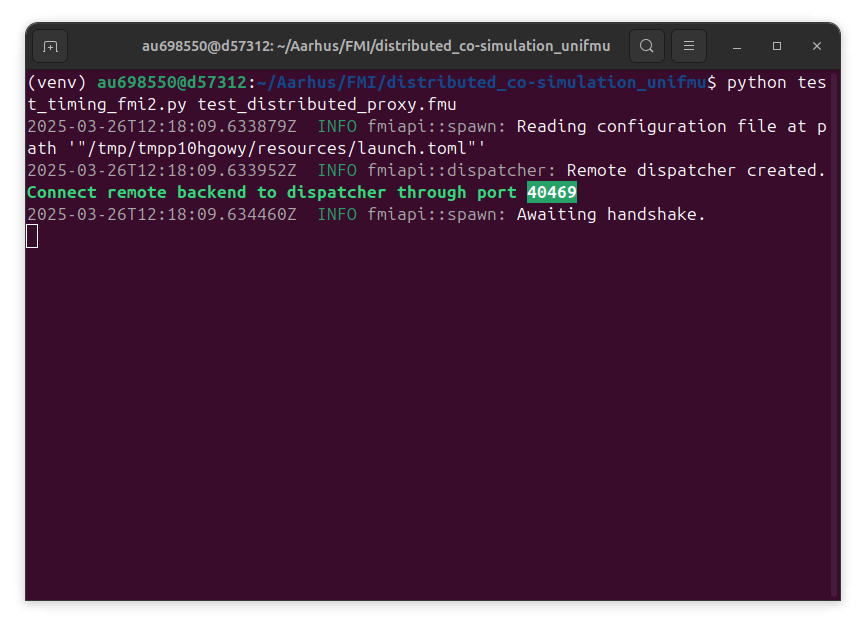 au698550@d57312: ~/Aarhus/FMI/distributed_co-simulation_unifmu
(venv) au698550@d57312:~/Aarhus/FMI/distributed_co-simulation_unifmu$ python tes
t_timing_fmi2.py test_distributed_proxy.fmu
2025-03-26T12:18:09.633879Z  INFO fmiapi::spawn: Reading configuration file at p
ath '"/tmp/tmpp10hgowy/resources/launch.toml"'
2025-03-26T12:18:09.633952Z  INFO fmiapi::dispatcher: Remote dispatcher created.
Connect remote backend to dispatcher through port 40469
2025-03-26T12:18:09.634460Z  INFO fmiapi::spawn: Awaiting handshake.